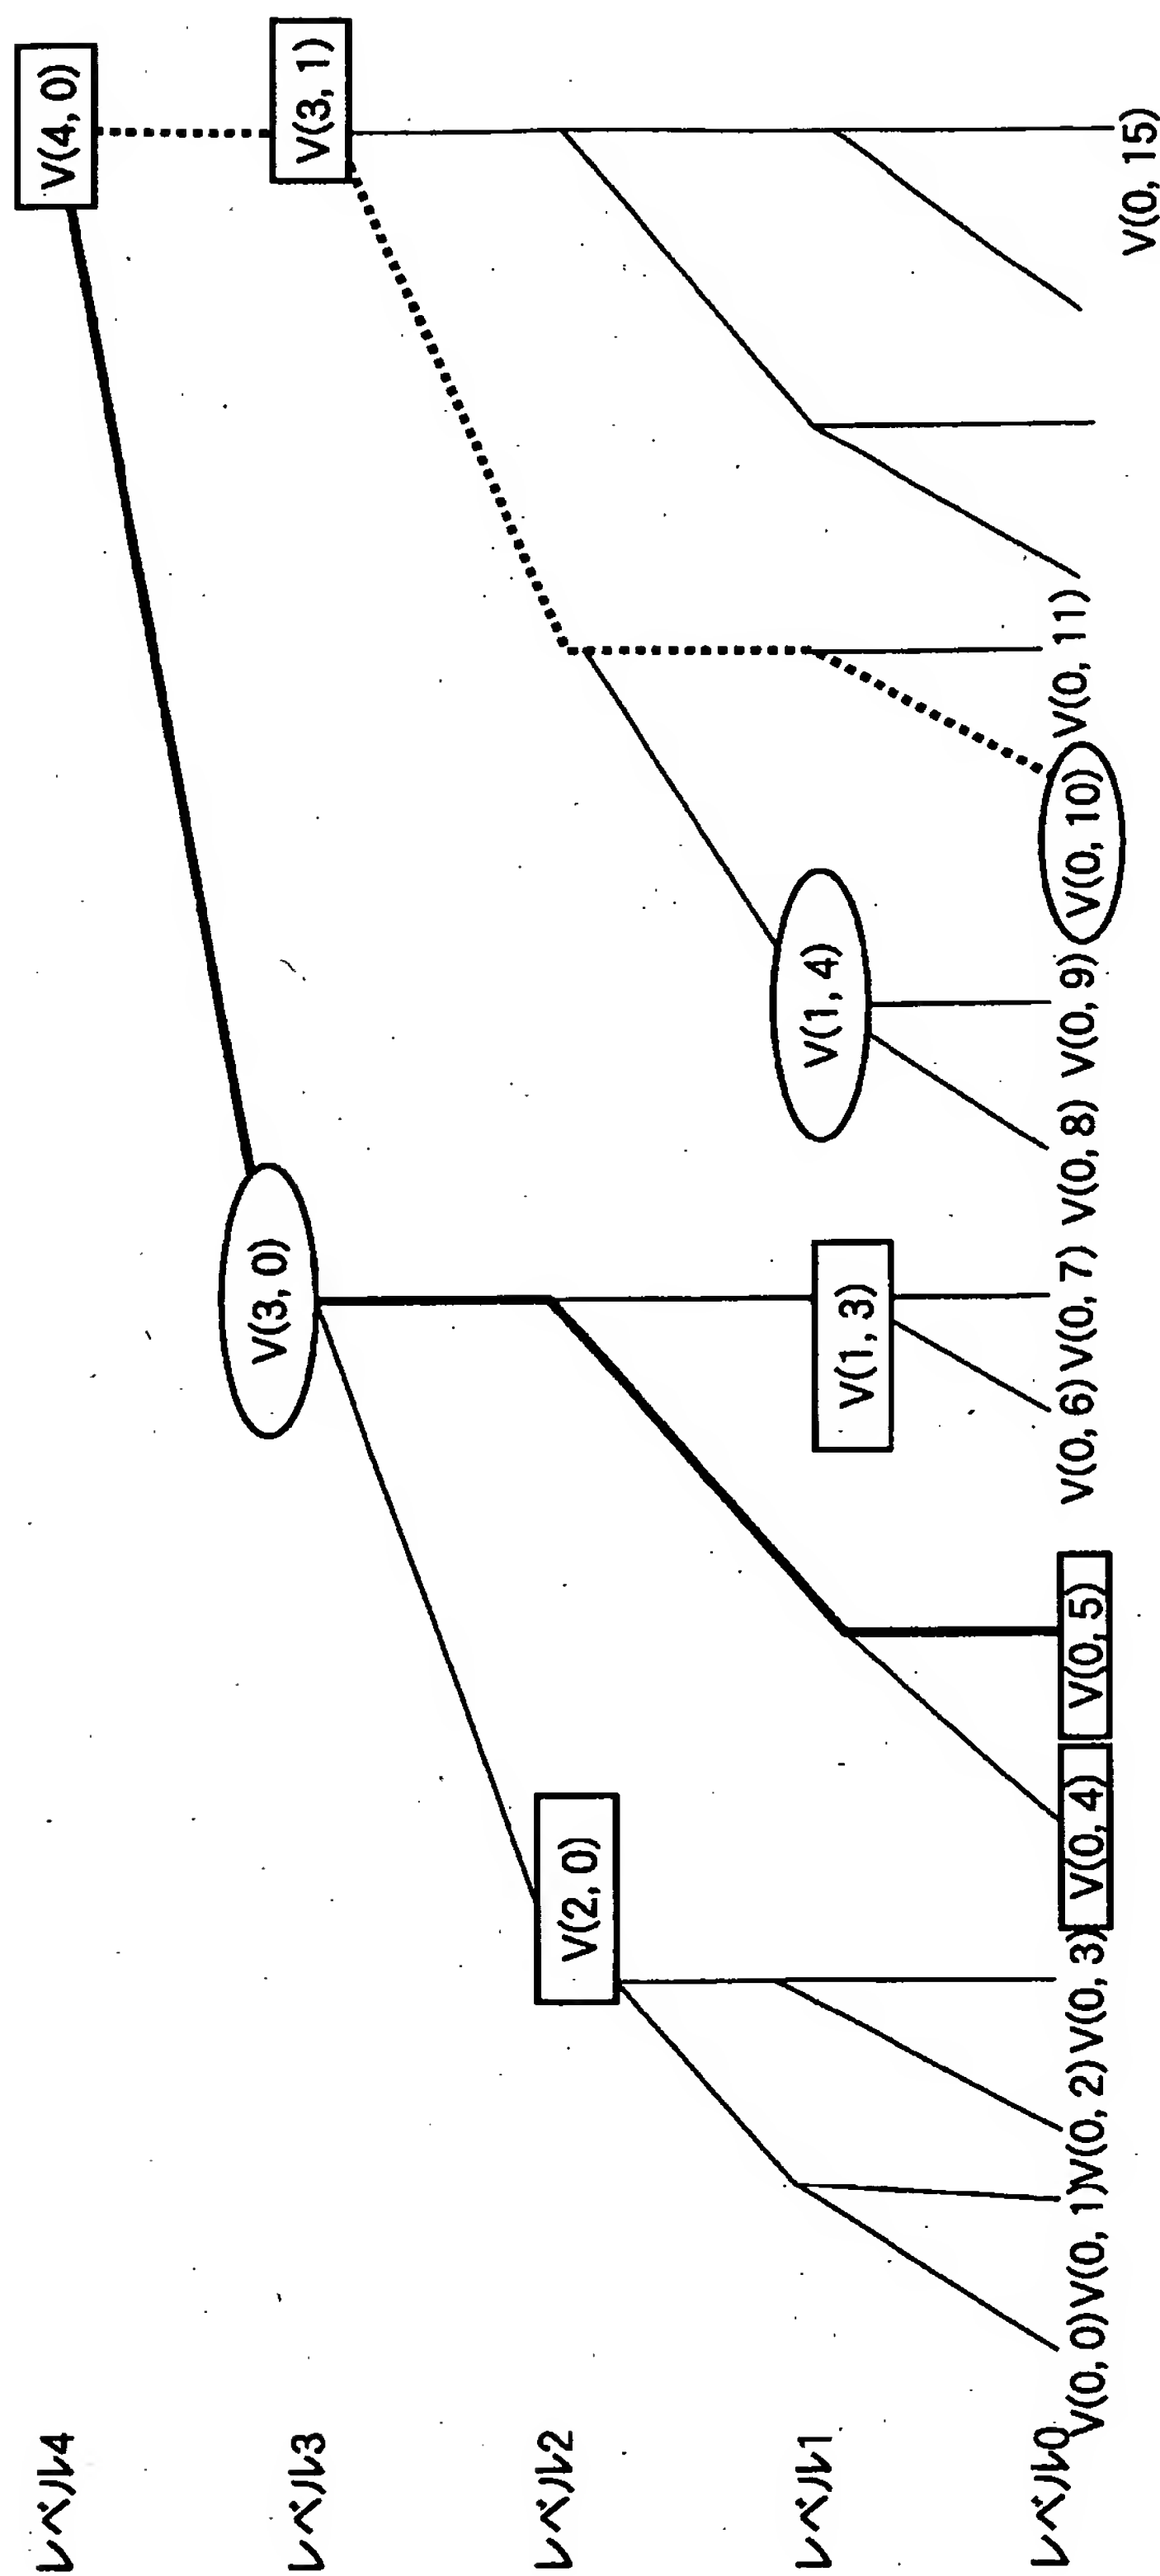 レベル4
V(4, 0)
レベル3
V(3, 0)
V(3, 1)
レベル2
V(2, 0)
レベル1
V(1, 3)
V(1, 4)
レベル0
V(0, 0) V(0, 1) V(0, 2) V(0, 3) V(0, 4) V(0, 5) V(0, 6) V(0, 7) V(0, 8) V(0, 9) V(0, 10) V(0, 11) V(0, 15)